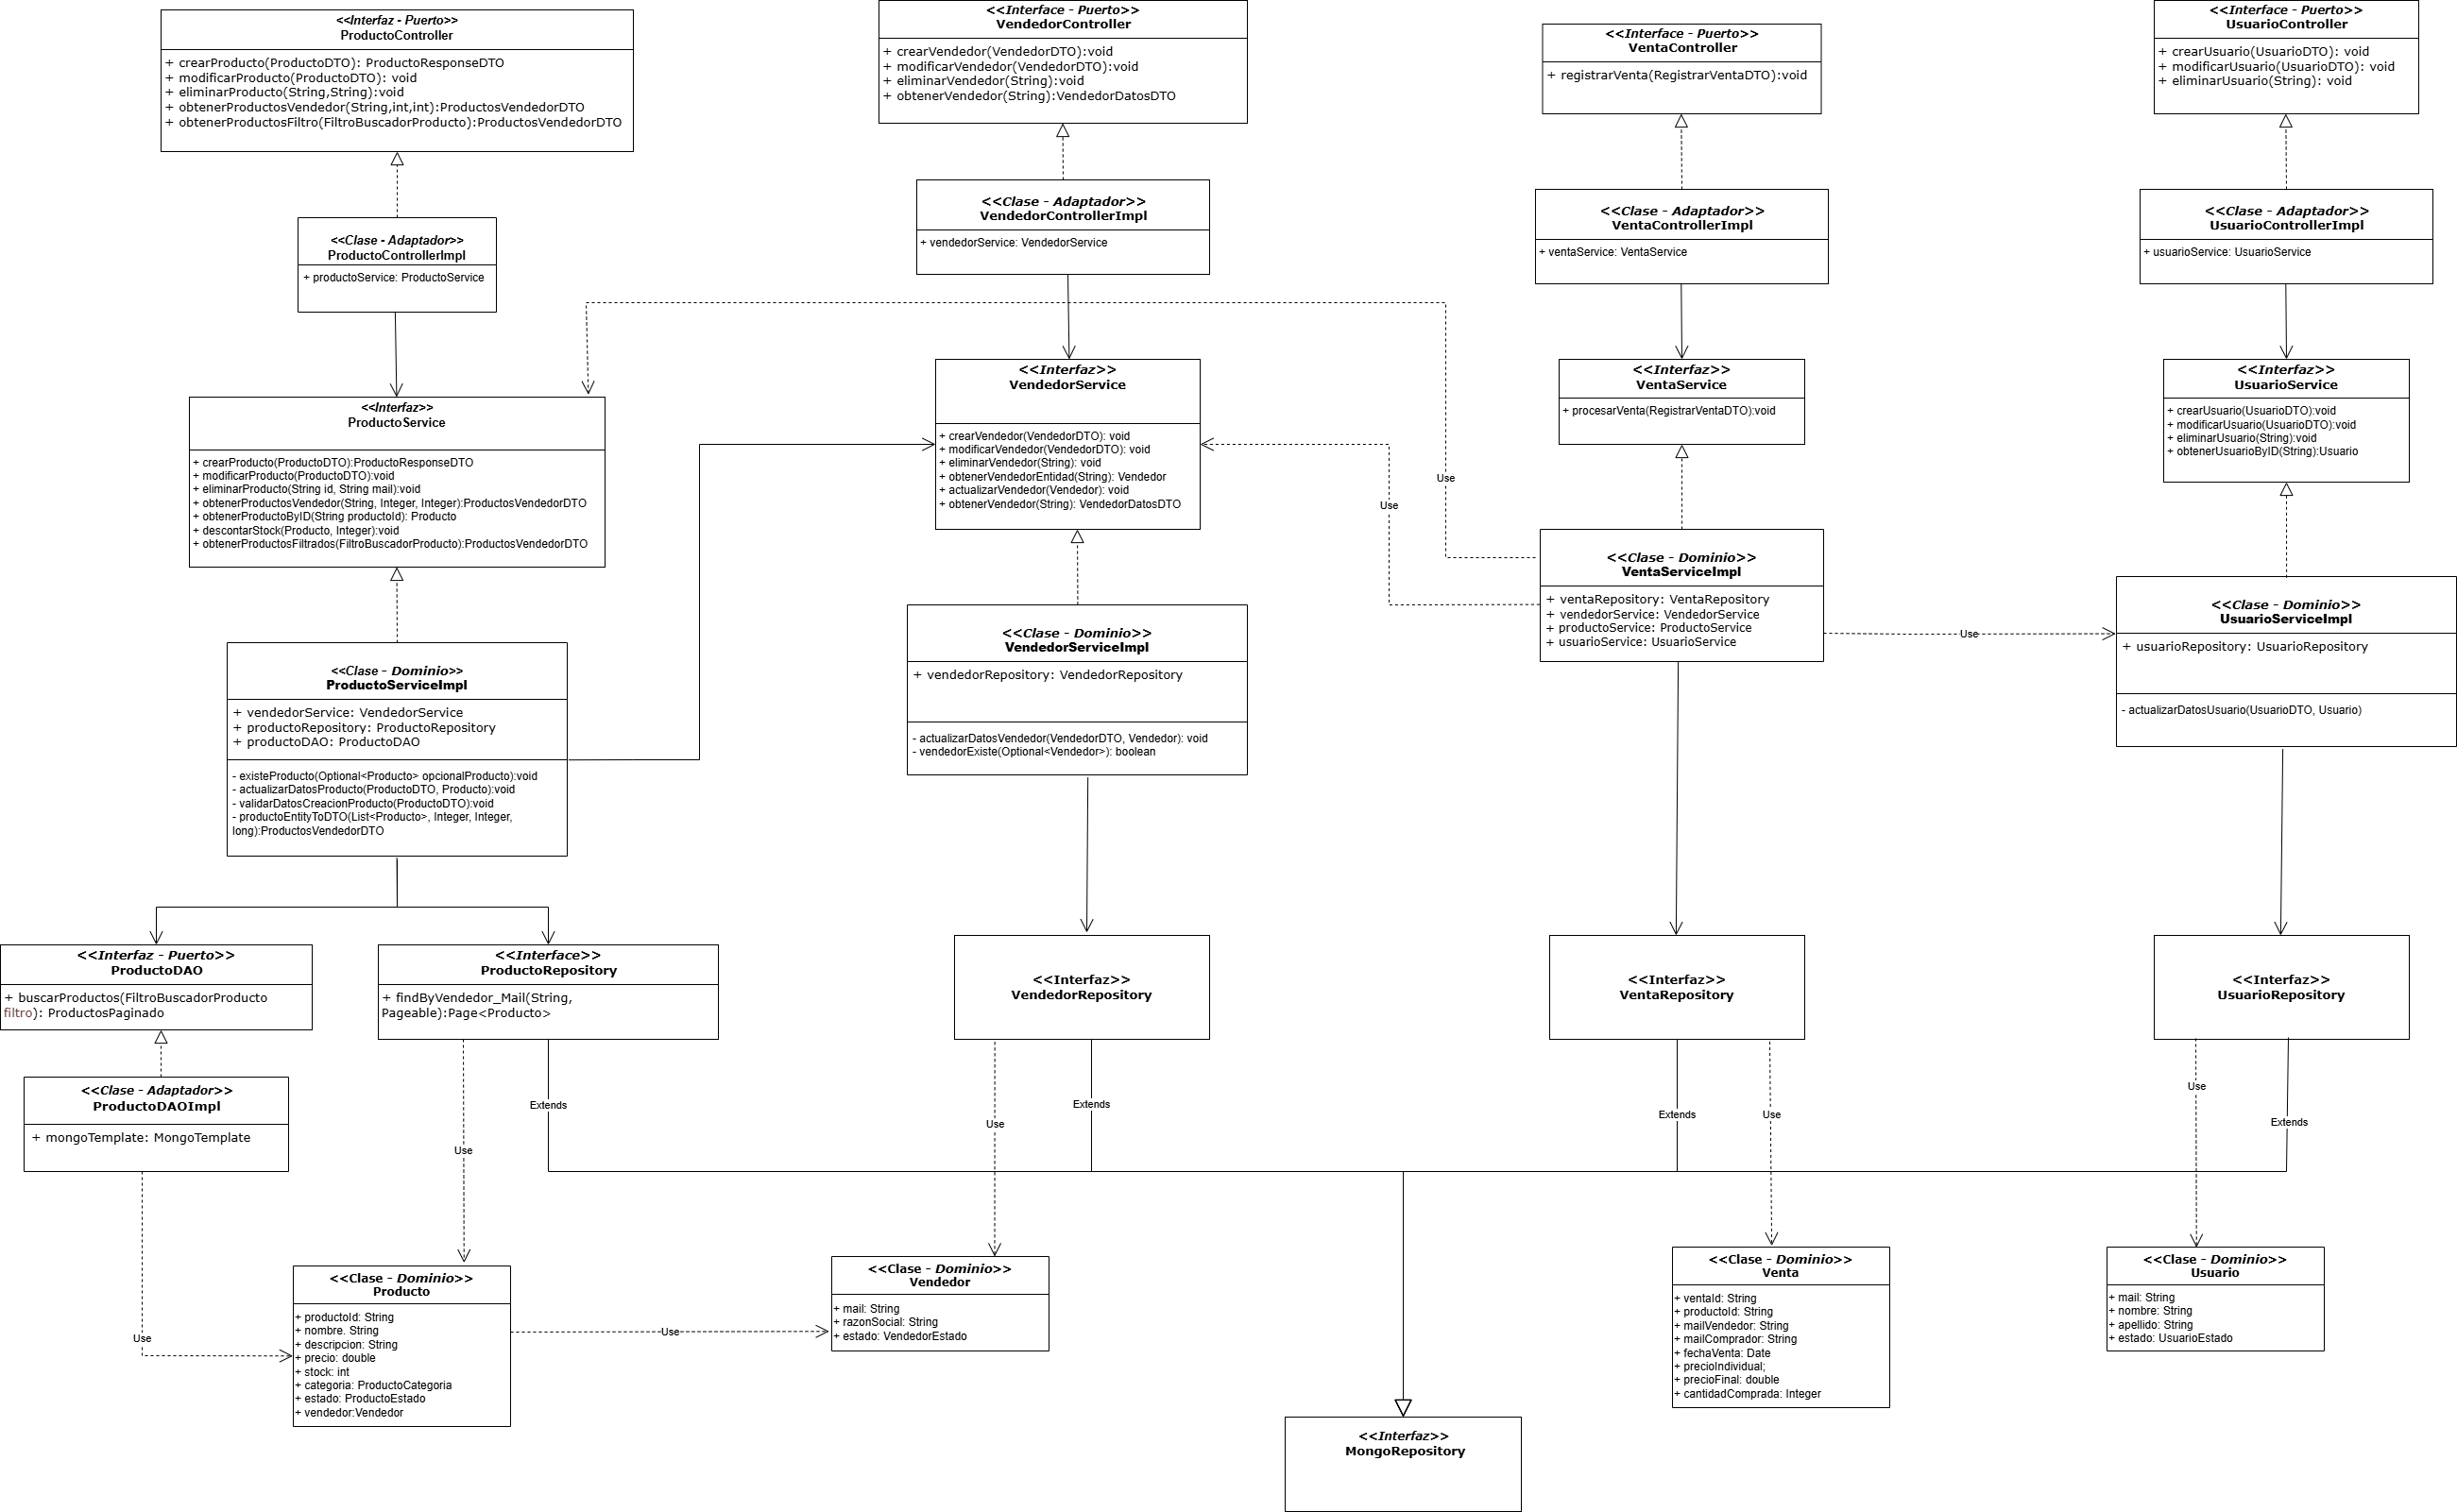 <<Interfaz - Puerto>>
ProductoController
+ crearProducto(ProductoDTO): ProductoResponseDTO
+ modificarProducto(ProductoDTO): void
+ eliminarProducto(String,String):void
+ obtenerProductosVendedor(String,int,int):ProductosVendedorDTO
+ obtenerProductosFiltro(FiltroBuscadorProducto):ProductosVendedorDTO
<<Interface - Puerto>>
VendedorController
+ crearVendedor(VendedorDTO):void
+ modificarVendedor(VendedorDTO):void
+ eliminarVendedor(String):void
+ obtenerVendedor(String):VendedorDatosDTO
<<Interface - Puerto>>
VentaController
+ registrarVenta(RegistrarVentaDTO):void
<<Interface - Puerto>>
UsuarioController
+ crearUsuario(UsuarioDTO): void
+ modificarUsuario(UsuarioDTO): void
+ eliminarUsuario(String): void
<<Clase - Adaptador>>
ProductoControllerImpl
+ productoService: ProductoService
<<Clase - Adaptador>>
VendedorControllerImpl
+ vendedorService: VendedorService
<<Clase - Adaptador>>
VentaControllerImpl
+ ventaService: VentaService
<<Clase - Adaptador>>
UsuarioControllerImpl
+ usuarioService: UsuarioService
<<Interfaz>>
ProductoService
+ crearProducto(ProductoDTO):ProductoResponseDTO
+ modificarProducto(ProductoDTO):void
+ eliminarProducto(String id, String mail):void
+ obtenerProductosVendedor(String, Integer, Integer):ProductosVendedorDTO
+ obtenerProductoByID(String productoId): Producto
+ descontarStock(Producto, Integer):void
+ obtenerProductosFiltrados(FiltroBuscadorProducto):ProductosVendedorDTO
<<Interfaz>>
VendedorService
+ crearVendedor(VendedorDTO): void
+ modificarVendedor(VendedorDTO): void
+ eliminarVendedor(String): void
+ obtenerVendedorEntidad(String): Vendedor
+ actualizarVendedor(Vendedor): void
+ obtenerVendedor(String): VendedorDatosDTO
Use
Use
<<Interfaz>>
VentaService
+ procesarVenta(RegistrarVentaDTO):void
<<Interfaz>>
UsuarioService
+ crearUsuario(UsuarioDTO):void
+ modificarUsuario(UsuarioDTO):void
+ eliminarUsuario(String):void
+ obtenerUsuarioByID(String):Usuario
<<Clase - Dominio>>
ProductoServiceImpl
+ vendedorService: VendedorService
+ productoRepository: ProductoRepository
+ productoDAO: ProductoDAO
- existeProducto(Optional<Producto> opcionalProducto):void
- actualizarDatosProducto(ProductoDTO, Producto):void
- validarDatosCreacionProducto(ProductoDTO):void
- productoEntityToDTO(List<Producto>, Integer, Integer,
long):ProductosVendedorDTO
<<Clase - Dominio>>
VendedorServiceImpl
+ vendedorRepository: VendedorRepository
- actualizarDatosVendedor(VendedorDTO, Vendedor): void
- vendedorExiste(Optional<Vendedor>): boolean
<<Clase - Dominio>>
VentaServiceImpl
+ ventaRepository: VentaRepository
+ vendedorService: VendedorService
+ productoService: ProductoService
+ usuarioService: UsuarioService
Use
<<Clase - Dominio>>
UsuarioServiceImpl
+ usuarioRepository: UsuarioRepository
- actualizarDatosUsuario(UsuarioDTO, Usuario)
<<Interfaz - Puerto>>
ProductoDAO
+ buscarProductos(FiltroBuscadorProducto
filtro): ProductosPaginado
<<Interface>>
ProductoRepository
+ findByVendedor_Mail(String,
Pageable):Page<Producto>
<<Interfaz>>
VendedorRepository
<<Interfaz>>
VentaRepository
<<Interfaz>>
UsuarioRepository
<<Clase - Adaptador>>
ProductoDAOImpl
+ mongoTemplate: MongoTemplate
Use
Extends
Use
Extends
Extends
Use
Use
Extends
Use
<<Clase - Dominio>>
Producto
+ productoId: String
+ nombre. String
+ descripcion: String
+ precio: double
+ stock: int
+ categoria: ProductoCategoria
+ estado: ProductoEstado
+ vendedor:Vendedor
Use
<<Clase - Dominio>>
Vendedor
+ mail: String
+ razonSocial: String
+ estado: VendedorEstado
<<Clase - Dominio>>
Venta
+ ventaId: String
+ productoId: String
+ mailVendedor: String
+ mailComprador: String
+ fechaVenta: Date
+ precioIndividual;
+ precioFinal: double
+ cantidadComprada: Integer
<<Clase - Dominio>>
Usuario
+ mail: String
+ nombre: String
+ apellido: String
+ estado: UsuarioEstado
<<Interfaz>>
MongoRepository